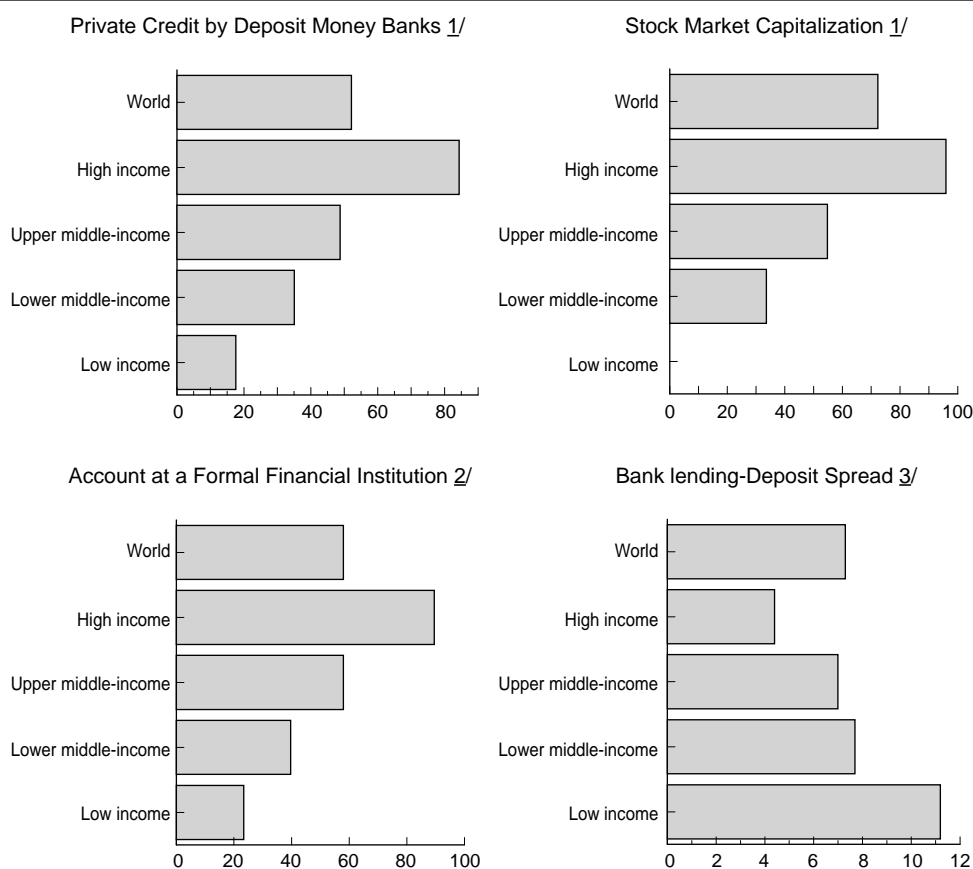 Private Credit by Deposit Money Banks 1/
World
High income
Upper middle-income
Lower middle-income
Low income
0 20 40 60 80
Stock Market Capitalization 1/
World
High income
Upper middle-income
Lower middle-income
Low income
0 20 40 60 80 100
Account at a Formal Financial Institution 2/
World
High income
Upper middle-income
Lower middle-income
Low income
0 20 40 60 80 100
Bank lending-Deposit Spread 3/
World
High income
Upper middle-income
Lower middle-income
Low income
0 2 4 6 8 10 12